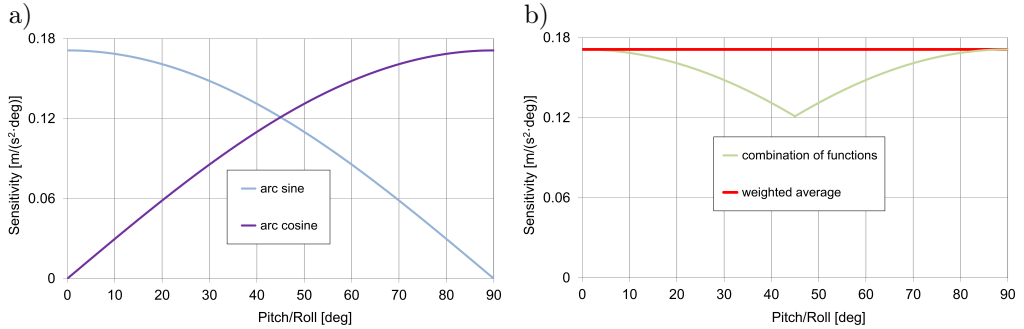 a)
0.18
0.12
0.06
0
Sensitivity [m/(s²·deg)]
arc sine
arc cosine
0 10 20 30 40 50 60 70 80 90
Pitch/Roll [deg]
b)
0.18
0.12
0.06
0
Sensitivity [m/(s²·deg)]
combination of functions
weighted average
0 10 20 30 40 50 60 70 80 90
Pitch/Roll [deg]